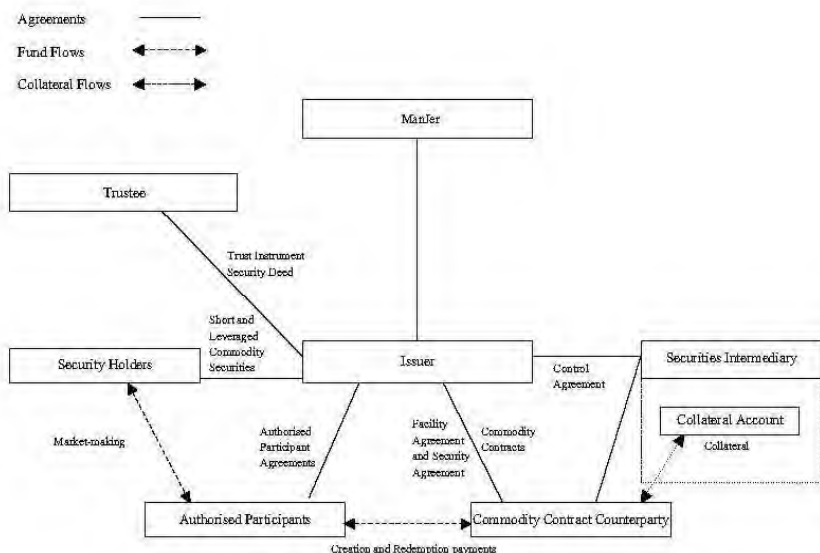 Agreements
Fund Flows
Collateral Flows
ManJer
Trustee
Trust Instrument
Security Deed
Short and
Leveraged
Commodity
Securities
Security Holders
Issuer
Securities Intermediary
Control
Agreement
Collateral Account
Collateral
Market-making
Authorised
Participant
Agreements
Facility
Agreement
and Security
Agreement
Commodity
Contracts
Authorised Participants
Commodity Contract Counterparty
Creation and Redemption payments